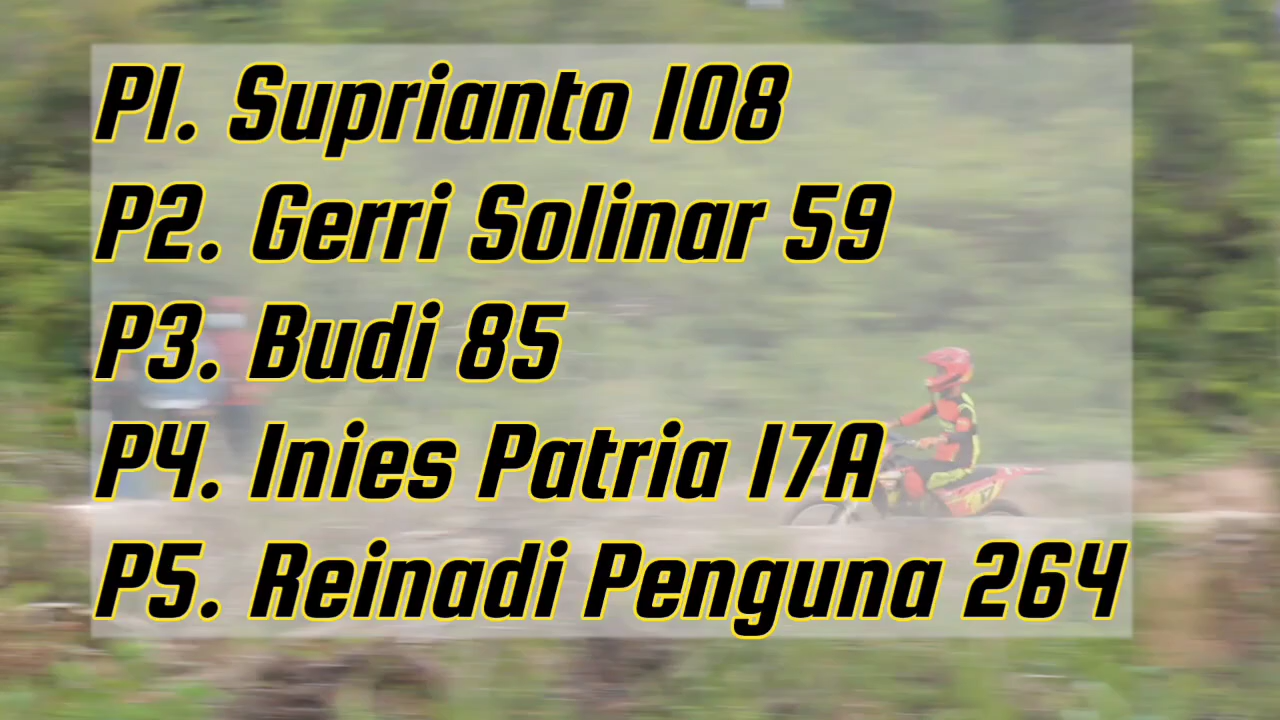 P1. Suprianto 108
P2. Gerri Solinar 59
P3. Budi 85
P4. Inies Patria 17A
P5. Reinadi Penguna 264